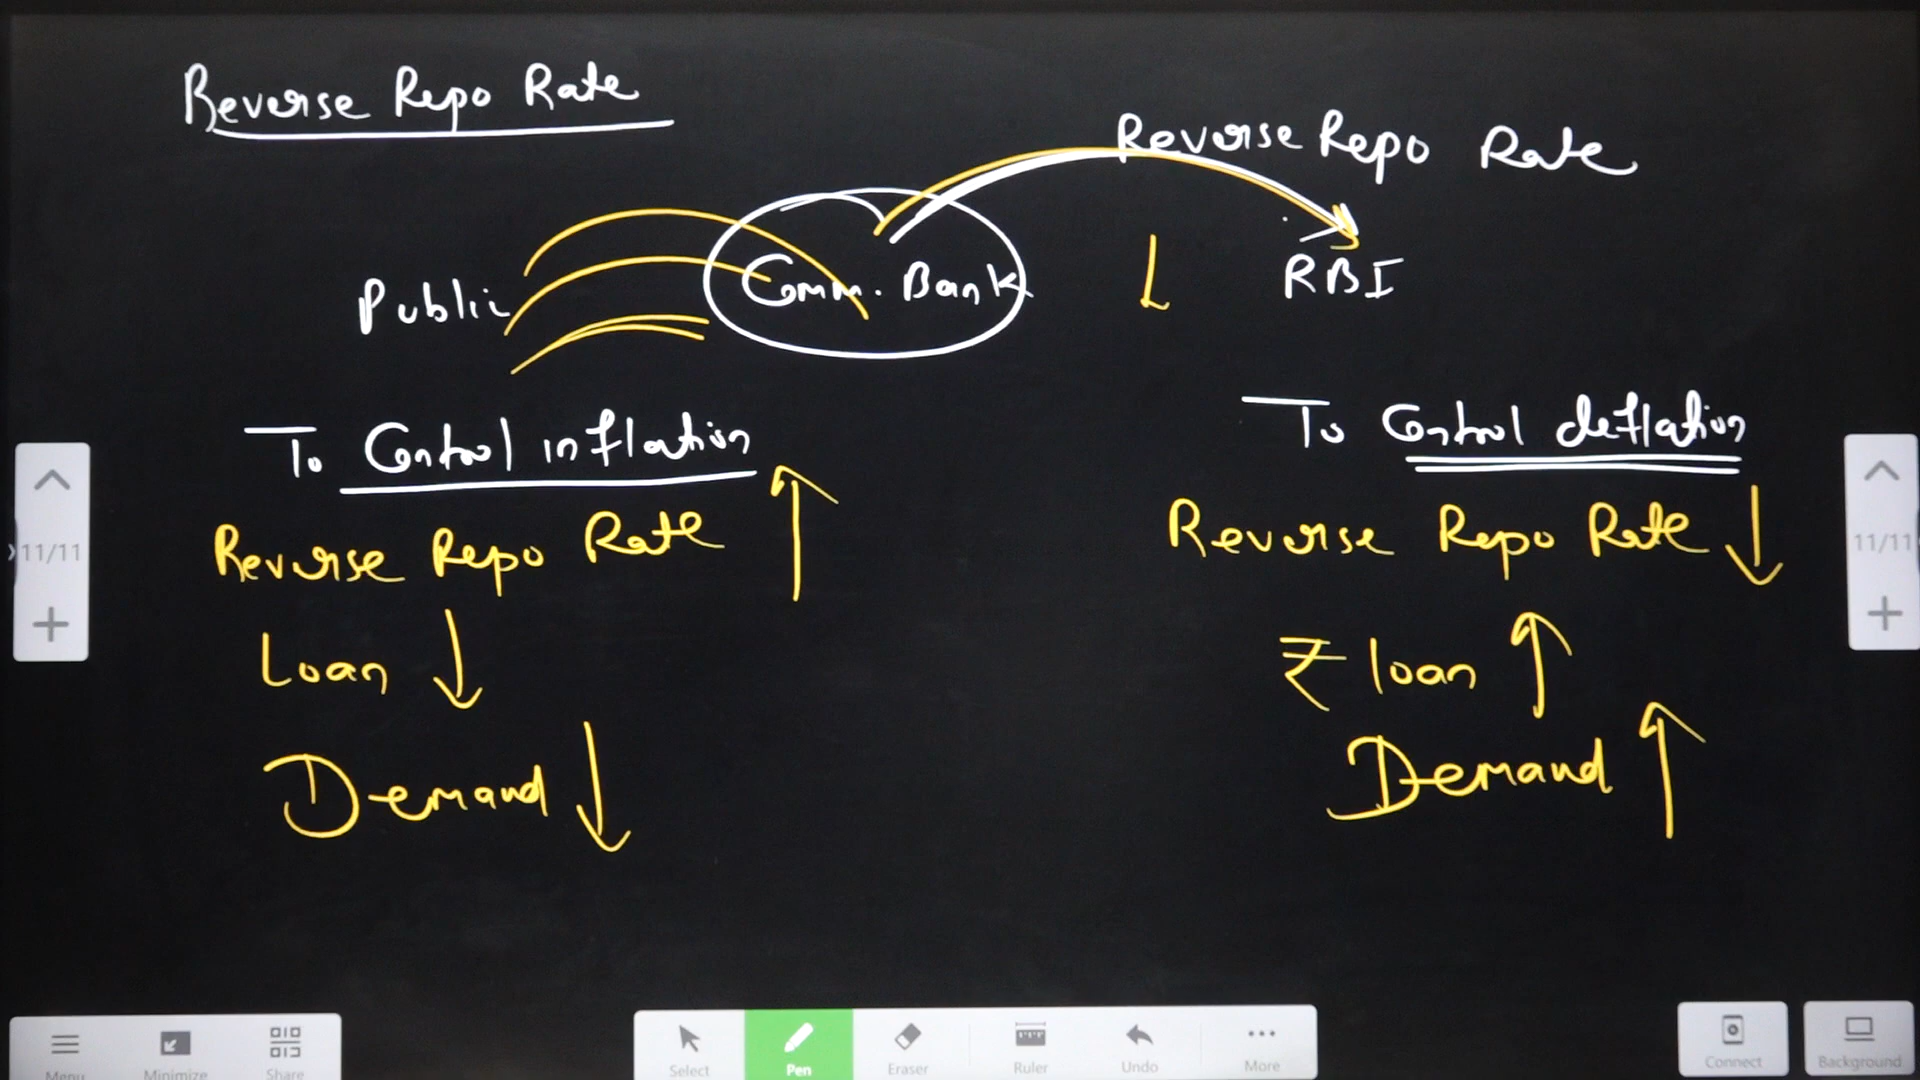 Reverse Repo Rate
Reverse Repo Rate
Public
Comm. Bank
L
RBI
To Control inflation
To Control deflation
Reverse Repo Rate ↑
Reverse Repo Rate ↓
Loan ↓
₹ loan ↑
Demand ↓
Demand ↑
11/11
11/11
Menu
Minimize
Share
Select
Pen
Eraser
Ruler
Undo
More
Connect
Background